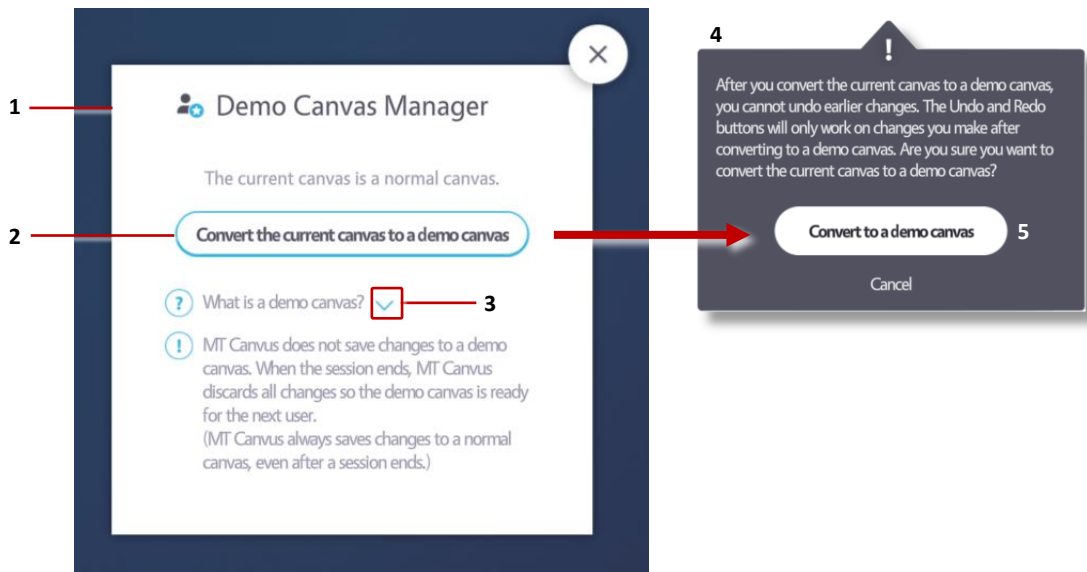 1
Demo Canvas Manager
The current canvas is a normal canvas.
2
Convert the current canvas to a demo canvas
? What is a demo canvas?
3
! MT Canvus does not save changes to a demo
canvas. When the session ends, MT Canvus
discards all changes so the demo canvas is ready
for the next user.
(MT Canvus always saves changes to a normal
canvas, even after a session ends.)
4
!
After you convert the current canvas to a demo canvas,
you cannot undo earlier changes. The Undo and Redo
buttons will only work on changes you make after
converting to a demo canvas. Are you sure you want to
convert the current canvas to a demo canvas?
Convert to a demo canvas
5
Cancel